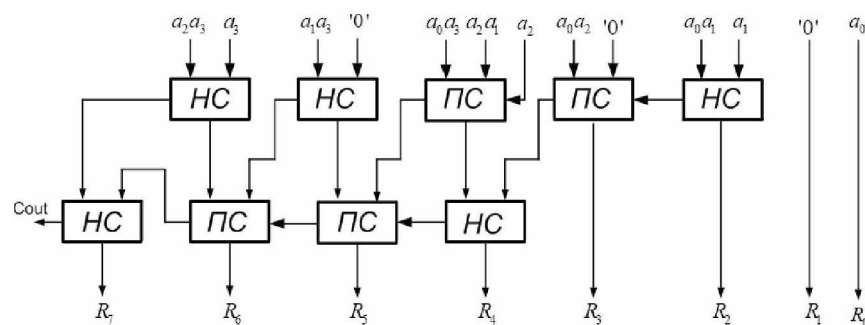 a₂a₃ a₃ a₁a₃ '0' a₀a₃ a₂a₁ a₂ a₀a₂ '0' a₀a₁ a₁ '0' a₀
НС НС ПС ПС НС
Cout НС ПС ПС НС
R₇ R₆ R₅ R₄ R₃ R₂ R₁